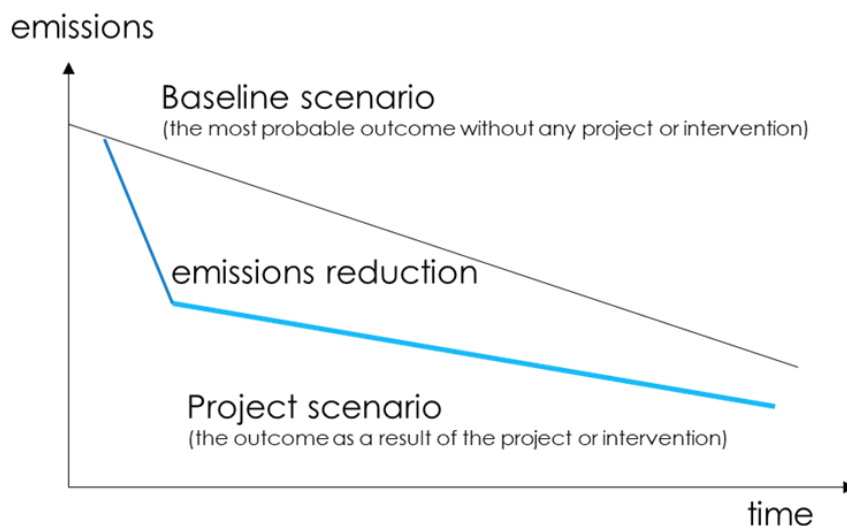 emissions
Baseline scenario
(the most probable outcome without any project or intervention)
emissions reduction
Project scenario
(the outcome as a result of the project or intervention)
time